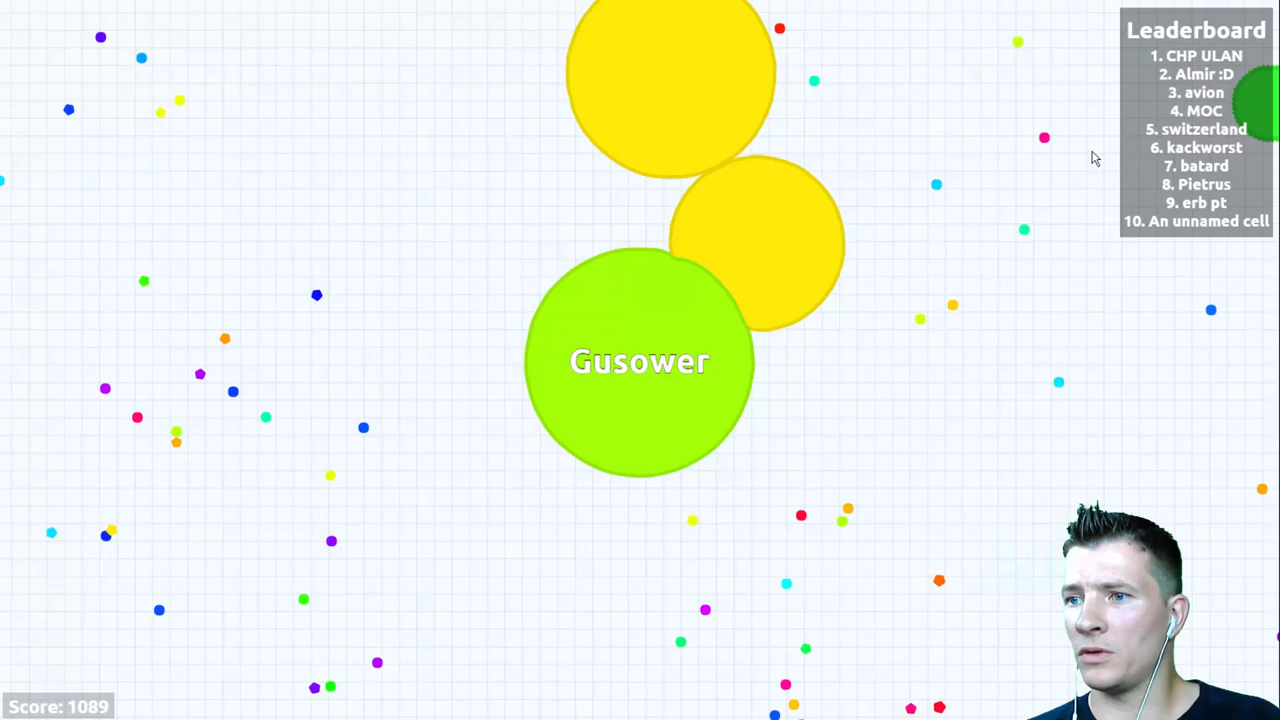 Leaderboard
1. CHP ULAN
2. Almir :D
3. avion
4. MOC
5. switzerland
6. kackworst
7. batard
8. Pietrus
9. erb pt
10. An unnamed cell
Gusower
Score: 1089